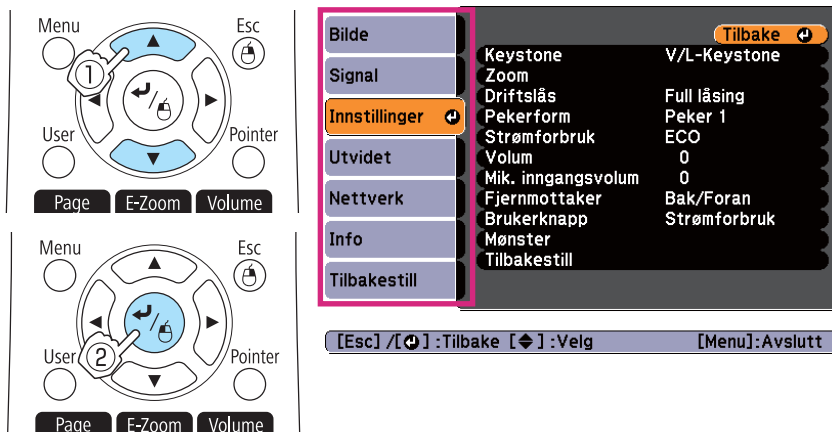 Menu
Esc
1
User
Pointer
Page E-Zoom Volume
Menu
Esc
User
2
Pointer
Page E-Zoom Volume
Bilde
Signal
Innstillinger
Utvidet
Nettverk
Info
Tilbakestill
Tilbake
Keystone V/L-Keystone
Zoom
Driftslås Full låsing
Pekerform Peker 1
Strømforbruk ECO
Volum 0
Mik. inngangsvolum 0
Fjernmottaker Bak/Foran
Brukerknapp Strømforbruk
Mønster
Tilbakestill
[Esc] /[⏎] :Tilbake [◆] :Velg [Menu]:Avslutt